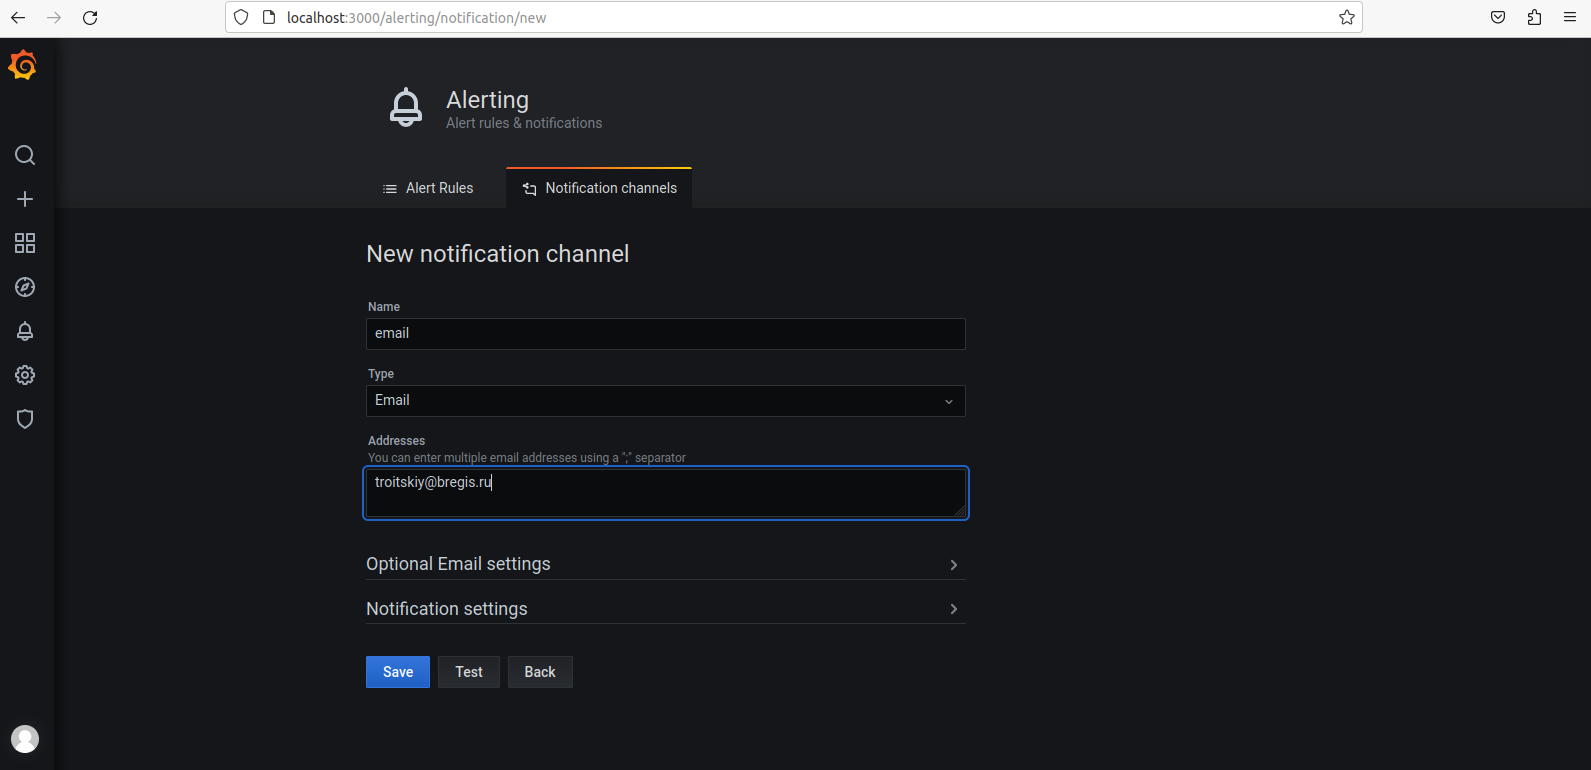 localhost:3000/alerting/notification/new
Alerting
Alert rules & notifications
Alert Rules
Notification channels
New notification channel
Name
email
Type
Email
Addresses
You can enter multiple email addresses using a ";" separator
troitskiy@bregis.ru
Optional Email settings
Notification settings
Save
Test
Back